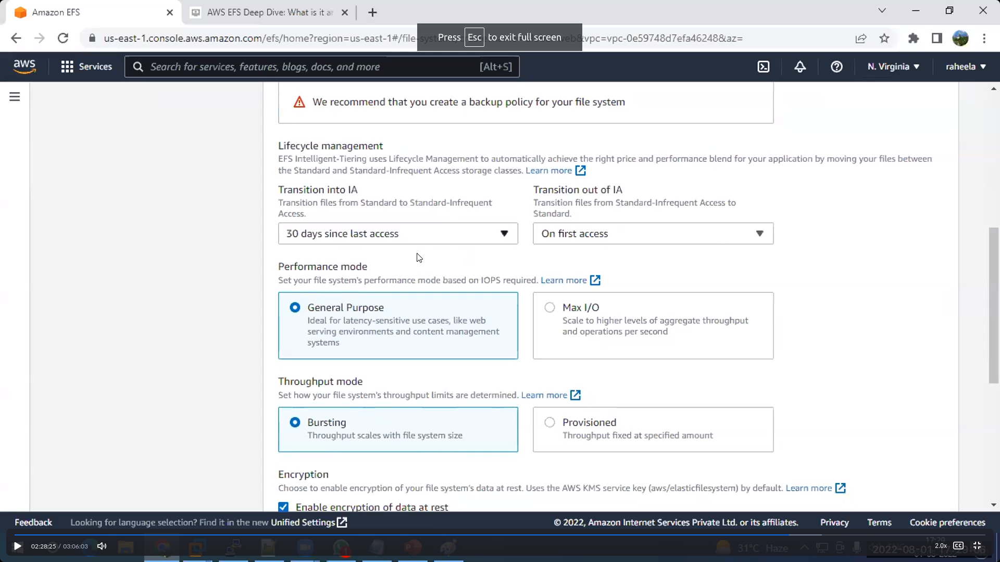 Amazon EFS
AWS EFS Deep Dive: What is it ar
us-east-1.console.aws.amazon.com/efs/home?region=us-east-1#/file-sys
eb&vpc=vpc-0e59748d7efa46248&az=
Press Esc to exit full screen
aws
Services
Search for services, features, blogs, docs, and more
[Alt+S]
N. Virginia
raheela
We recommend that you create a backup policy for your file system
Lifecycle management
EFS Intelligent-Tiering uses Lifecycle Management to automatically achieve the right price and performance blend for your application by moving your files between
the Standard and Standard-Infrequent Access storage classes. Learn more
Transition into IA
Transition files from Standard to Standard-Infrequent
Access.
30 days since last access
Transition out of IA
Transition files from Standard-Infrequent Access to
Standard.
On first access
Performance mode
Set your file system's performance mode based on IOPS required. Learn more
General Purpose
Ideal for latency-sensitive use cases, like web
serving environments and content management
systems
Max I/O
Scale to higher levels of aggregate throughput
and operations per second
Throughput mode
Set how your file system's throughput limits are determined. Learn more
Bursting
Throughput scales with file system size
Provisioned
Throughput fixed at specified amount
Encryption
Choose to enable encryption of your file system's data at rest. Uses the AWS KMS service key (aws/elasticfilesystem) by default. Learn more
Enable encryption of data at rest
Feedback
Looking for language selection? Find it in the new Unified Settings
© 2022, Amazon Internet Services Private Ltd. or its affiliates.
Privacy
Terms
Cookie preferences
02:28:25 / 03:06:03
1
31°C Haze
2.0x
CC
17:29
2022-08-01 17:29:06